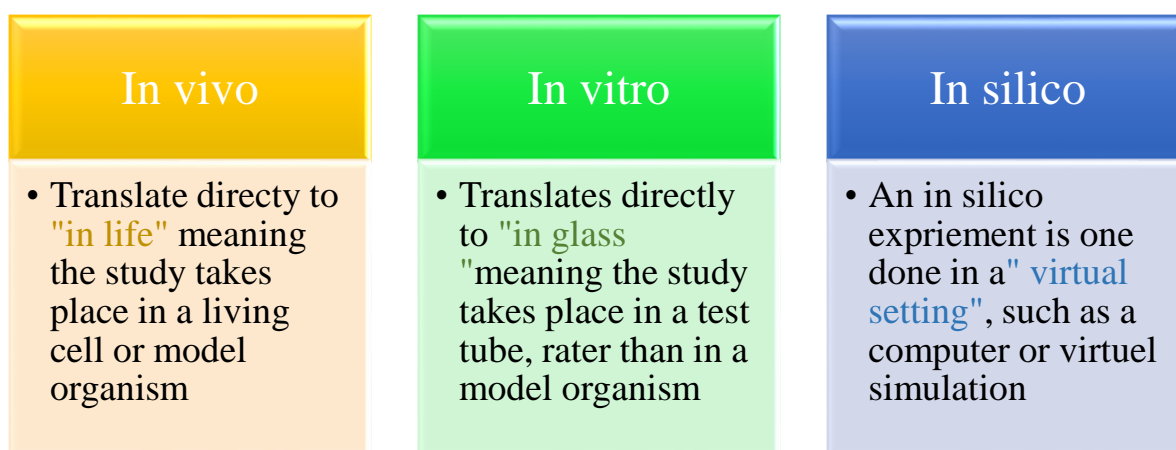 In vivo
• Translate directy to
"in life" meaning
the study takes
place in a living
cell or model
organism
In vitro
• Translates directly
to "in glass
"meaning the study
takes place in a test
tube, rater than in a
model organism
In silico
• An in silico
expriement is one
done in a" virtual
setting", such as a
computer or virtuel
simulation